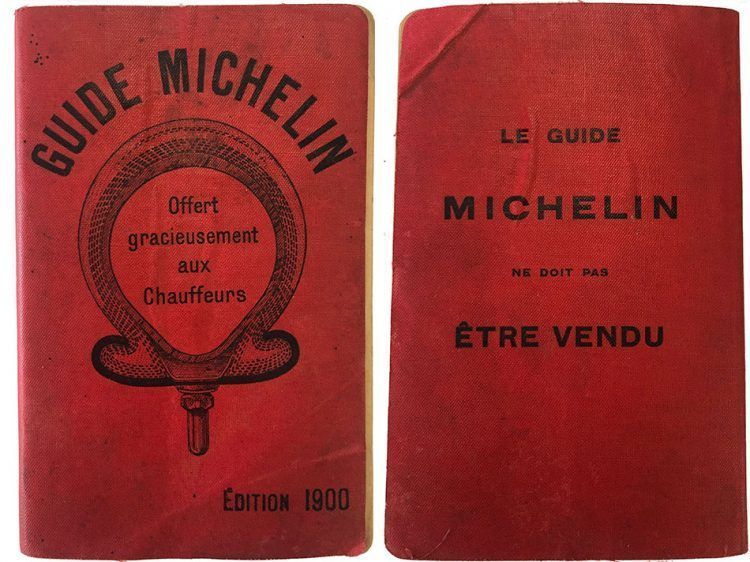 GUIDE MICHELIN
Offert
gracieusement
aux
Chauffeurs
ÉDITION 1900
LE GUIDE
MICHELIN
NE DOIT PAS
ÊTRE VENDU